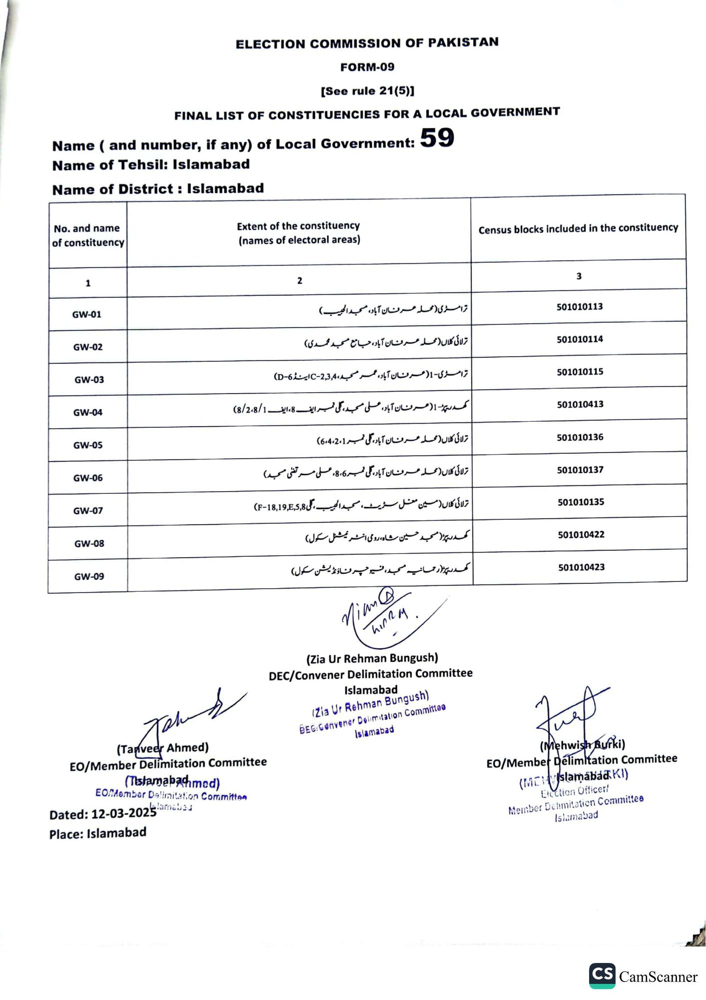 ELECTION COMMISSION OF PAKISTAN
FORM-09
[See rule 21(5)]
FINAL LIST OF CONSTITUENCIES FOR A LOCAL GOVERNMENT
Name ( and number, if any) of Local Government: 59
Name of Tehsil: Islamabad
Name of District : Islamabad
No. and name of constituency | Extent of the constituency (names of electoral areas) | Census blocks included in the constituency
1 | 2 | 3
GW-01 | ترامڑی(محلہ عرفان آباد، مسجد الحبیب) | 501010113
GW-02 | ترلائی کلاں(محلہ عرفان آباد، جامع مسجد محمدی) | 501010114
GW-03 | ترامڑی-1(عرفان آباد، عمر مسجد، C-2,3,4اینڈ D-6) | 501010115
GW-04 | کھدرپڑ-1(عرفان آباد، علی مسجد، گلی نمبر ایف 8، ایف 8/1، 8/2) | 501010413
GW-05 | ترلائی کلاں(محلہ عرفان آباد، گلی نمبر 1، 2، 4، 6) | 501010136
GW-06 | ترلائی کلاں(محلہ عرفان آباد، گلی نمبر 6، 8، علی مرتضیٰ مسجد) | 501010137
GW-07 | ترلائی کلاں(مین مغل سڑیٹ، مسجد الحبیب، گلی F-18,19,E,5,8) | 501010135
GW-08 | کھدرپڑ(مسجد حسین شاہ، رومی انٹر نیشنل سکول) | 501010422
GW-09 | کھدرپڑ(رحمانیہ مسجد، فیوچر فاؤنڈیشن سکول) | 501010423
(Zia Ur Rehman Bungush)
DEC/Convener Delimitation Committee
Islamabad
(Zia Ur Rehman Bungush)
DEC/Convener Delimitation Committee
Islamabad
(Tanveer Ahmed)
EO/Member Delimitation Committee
Islamabad
(Tanveer Ahmed)
EO/Member Delimitation Committee
Islamabad
(Mehwish Burki)
EO/Member Delimitation Committee
Islamabad
(MEHWISH BURKI)
Election Officer/
Member Delimitation Committee
Islamabad
Dated: 12-03-2025
Place: Islamabad
CS CamScanner